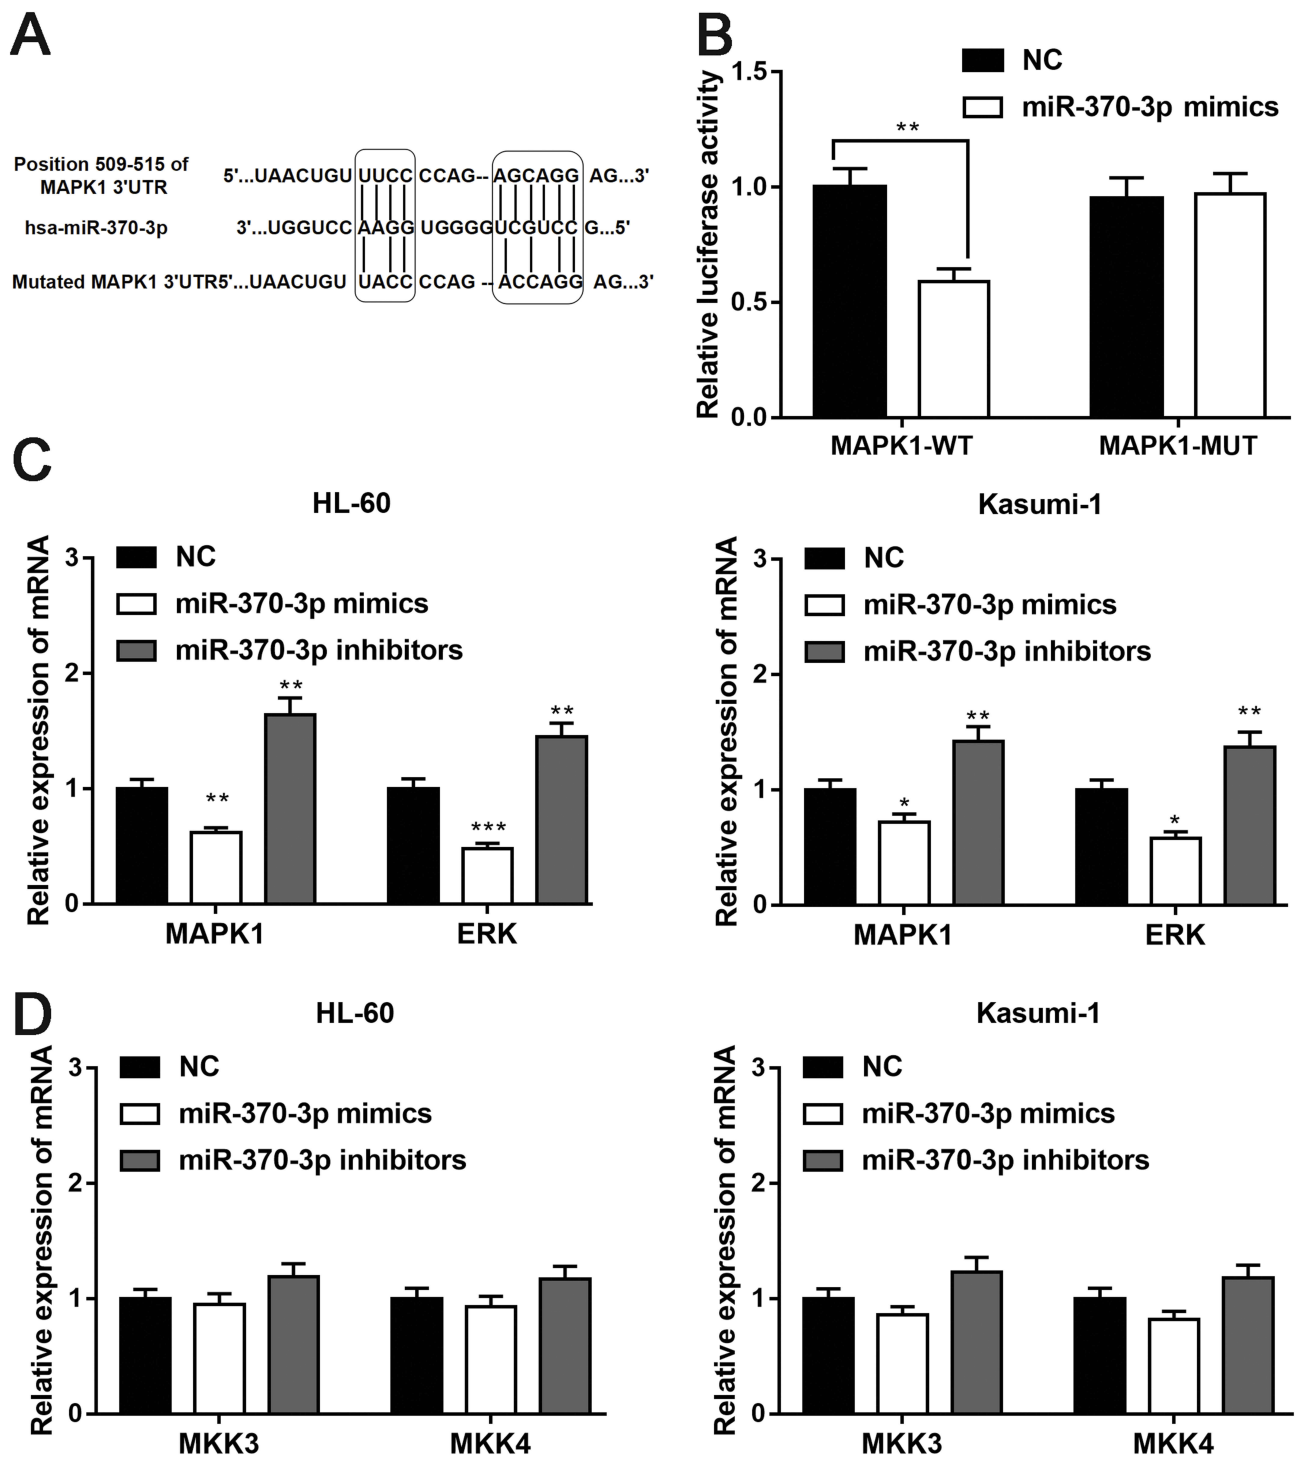 A
Position 509-515 of
MAPK1 3'UTR
5'...UAACUGU UUCC CCAG-- AGCAGG AG...3'
hsa-miR-370-3p
3'...UGGUCC AAGG UGGGG UCGUCC G...5'
Mutated MAPK1 3'UTR5'...UAACUGU UACC CCAG -- ACCAGG AG...3'
B
NC
miR-370-3p mimics
Relative luciferase activity
1.5
1.0
0.5
0.0
**
MAPK1-WT
MAPK1-MUT
C
HL-60
NC
miR-370-3p mimics
miR-370-3p inhibitors
Relative expression of mRNA
3
2
1
0
**
**
***
**
MAPK1
ERK
Kasumi-1
NC
miR-370-3p mimics
miR-370-3p inhibitors
Relative expression of mRNA
3
2
1
0
*
**
*
**
MAPK1
ERK
D
HL-60
NC
miR-370-3p mimics
miR-370-3p inhibitors
Relative expression of mRNA
3
2
1
0
MKK3
MKK4
Kasumi-1
NC
miR-370-3p mimics
miR-370-3p inhibitors
Relative expression of mRNA
3
2
1
0
MKK3
MKK4